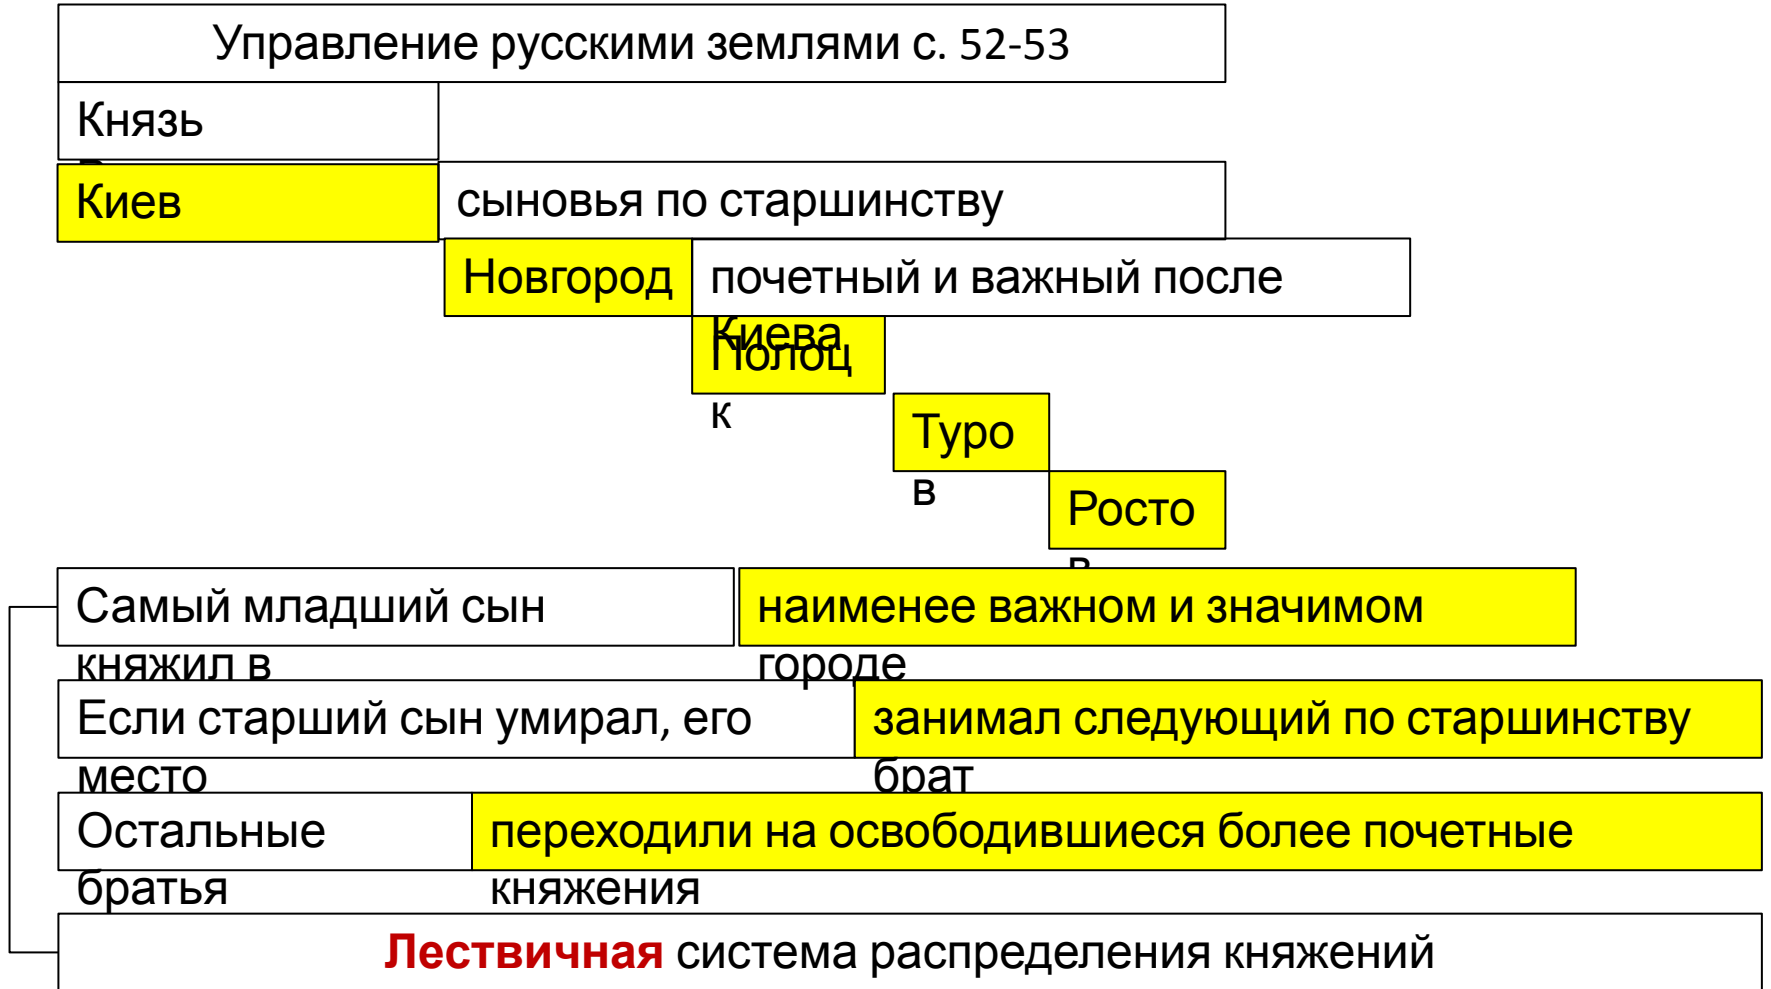 Управление русскими землями с. 52-53
Князь
Киев
сыновья по старшинству
Новгород
почетный и важный после
Киева
Полоц
к
Туро
в
Росто
в
Самый младший сын
княжил в
наименее важном и значимом
городе
Если старший сын умирал, его
место
занимал следующий по старшинству
брат
Остальные
братья
переходили на освободившиеся более почетные
княжения
Лествичная система распределения княжений